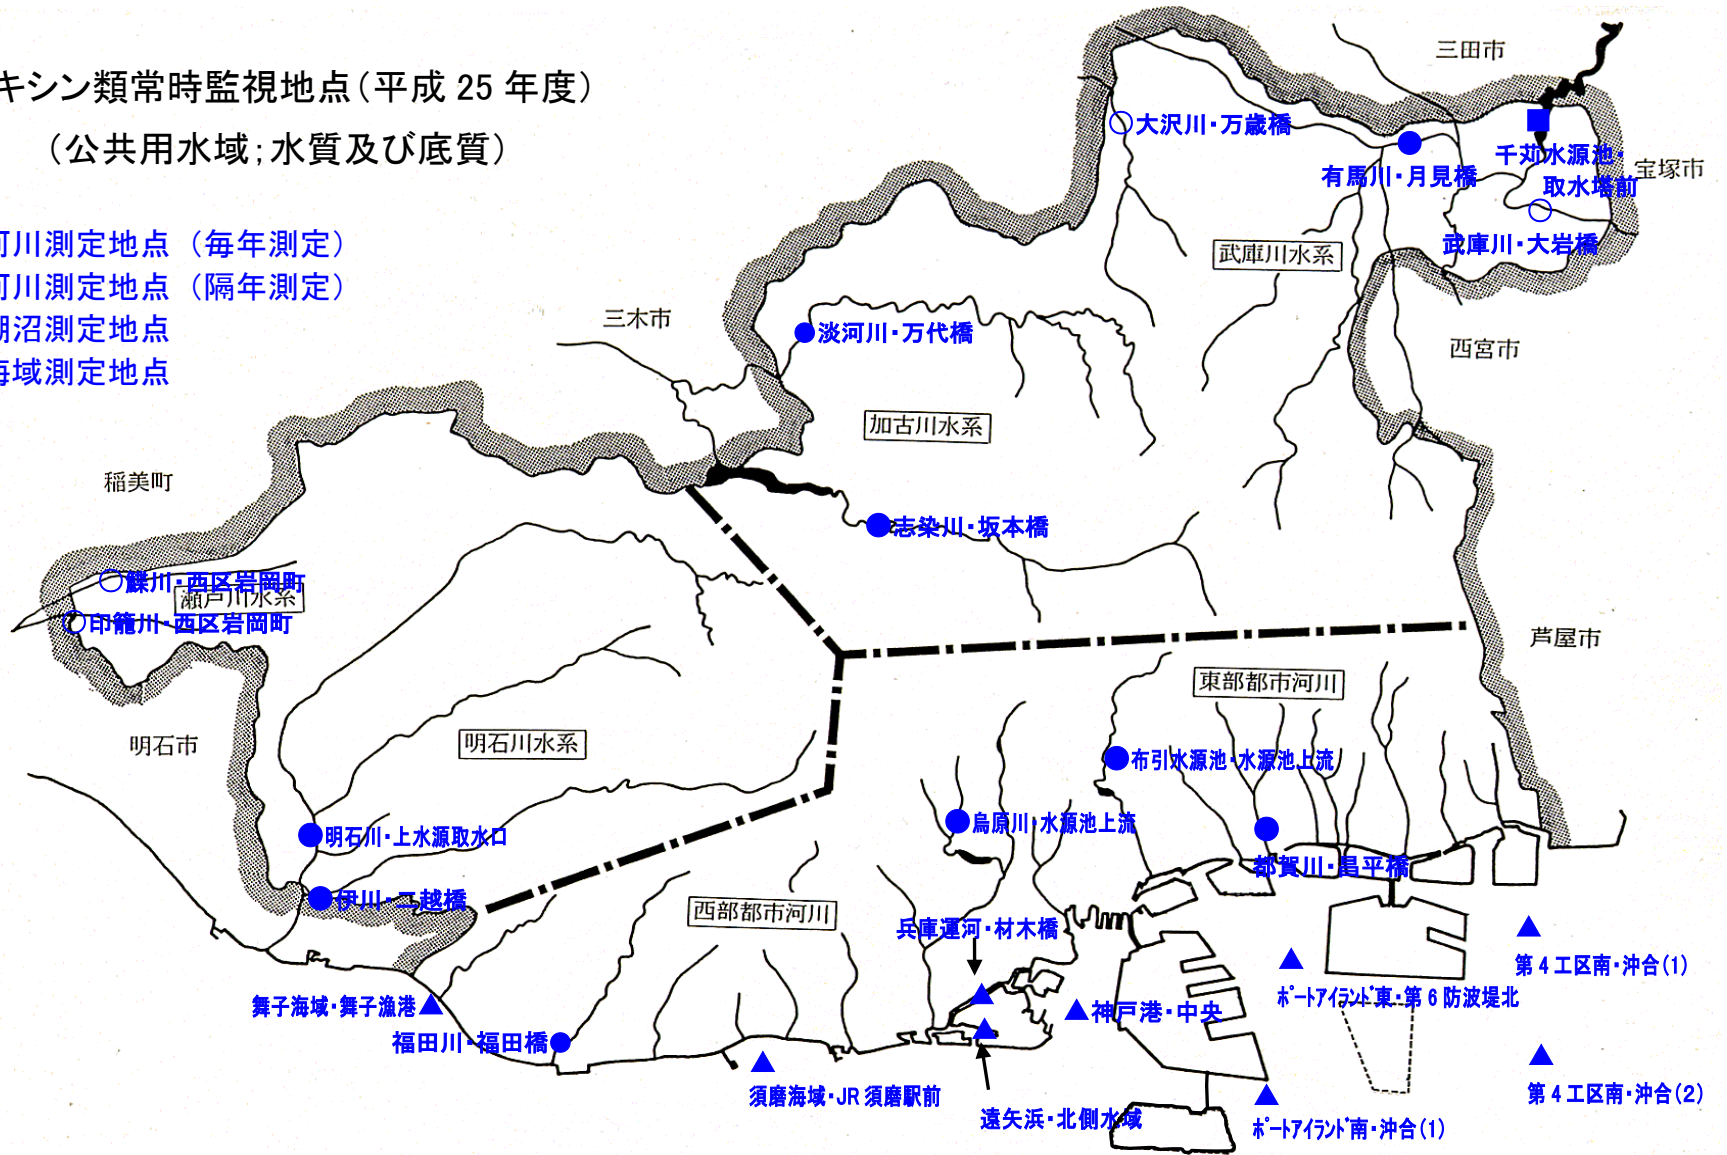 キシン類常時監視地点（平成 25 年度）
（公共用水域；水質及び底質）
河川測定地点（毎年測定）
河川測定地点（隔年測定）
湖沼測定地点
海域測定地点
三田市
大沢川・万歳橋
有馬川・月見橋
千苅水源池・
取水塔前
宝塚市
武庫川・大岩橋
武庫川水系
三木市
淡河川・万代橋
西宮市
加古川水系
稲美町
志染川・坂本橋
鰈川・西区岩岡町
瀬戸川水系
印籠川・西区岩岡町
芦屋市
東部都市河川
明石市
明石川水系
布引水源池・水源池上流
明石川・上水源取水口
烏原川・水源池上流
都賀川・昌平橋
伊川・二越橋
西部都市河川
兵庫運河・材木橋
第４工区南・沖合(1)
ﾎﾟｰﾄｱｲﾗﾝﾄﾞ東・第６防波堤北
舞子海域・舞子漁港
神戸港・中央
福田川・福田橋
須磨海域・JR 須磨駅前
遠矢浜・北側水域
第４工区南・沖合(2)
ﾎﾟｰﾄｱｲﾗﾝﾄﾞ南・沖合(1)